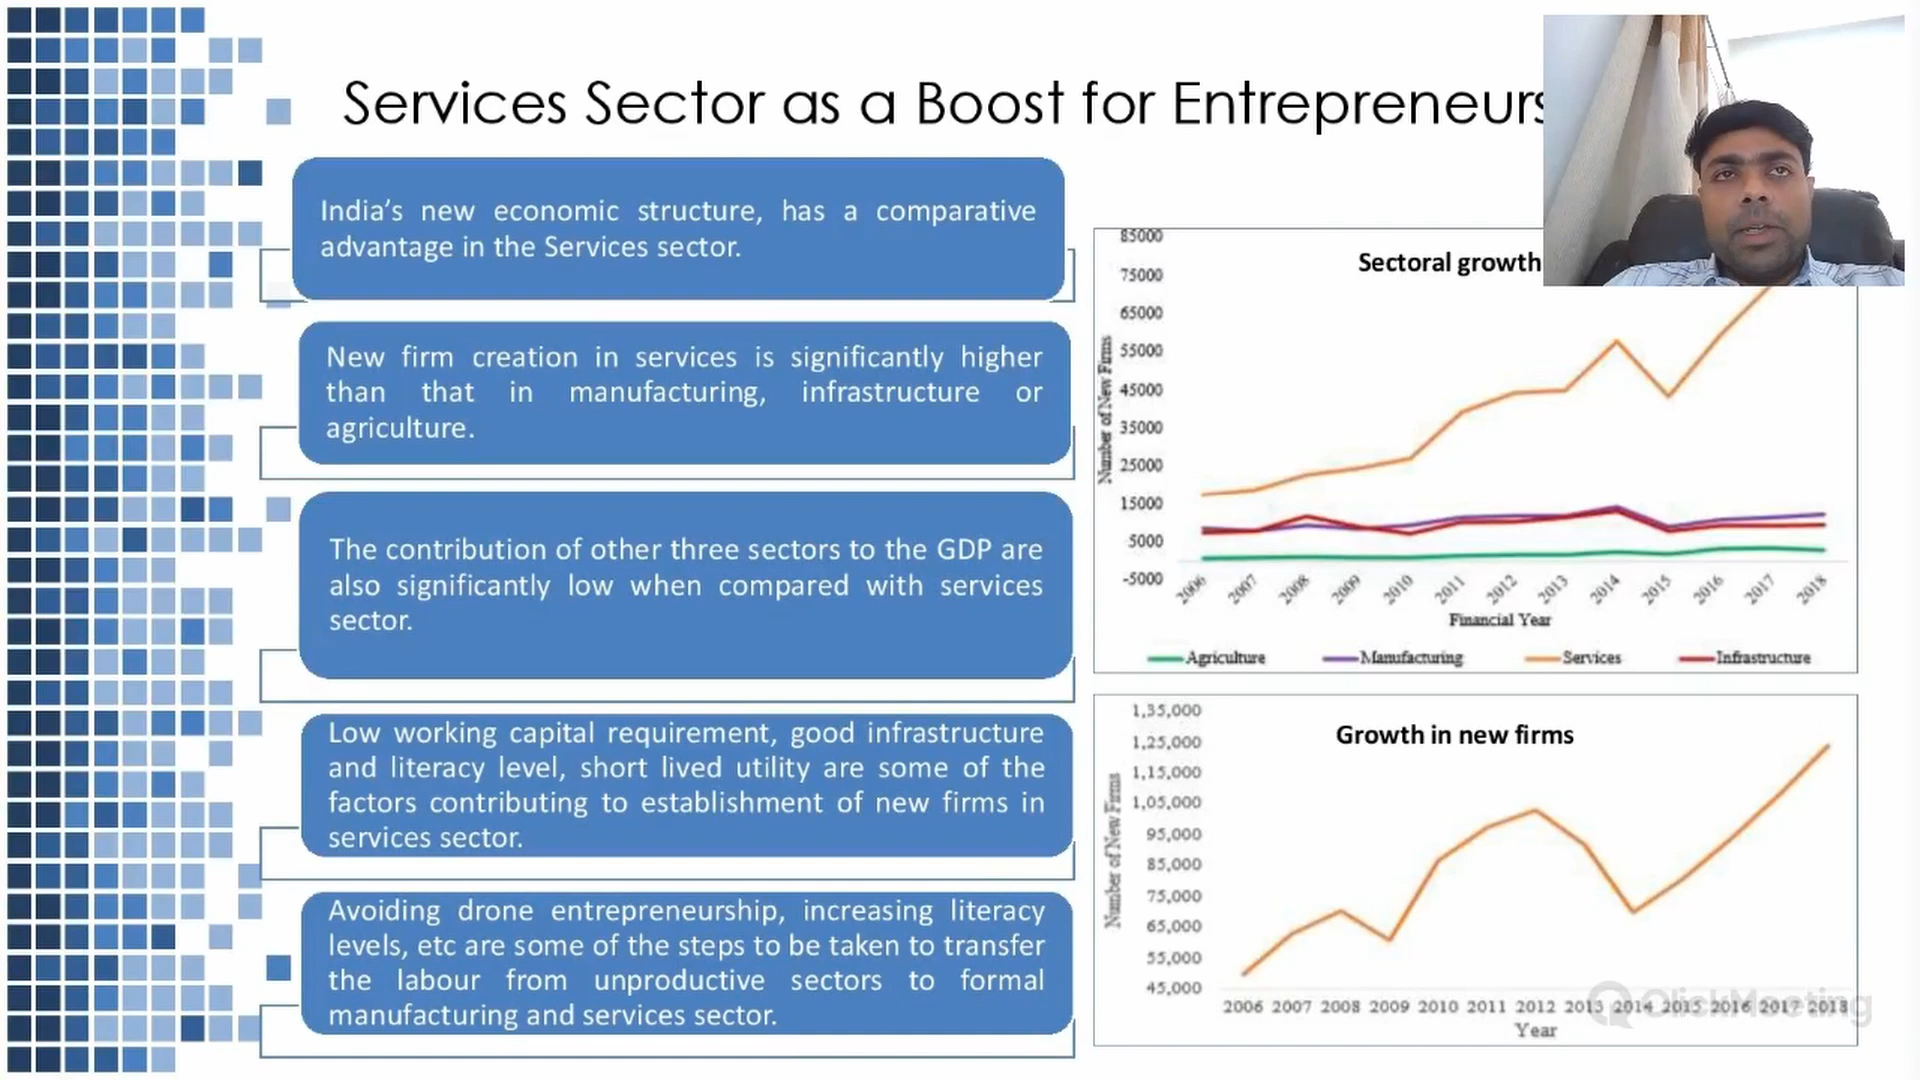 Services Sector as a Boost for Entrepreneurs
India’s new economic structure, has a comparative
advantage in the Services sector.
New firm creation in services is significantly higher
than that in manufacturing, infrastructure or
agriculture.
The contribution of other three sectors to the GDP are
also significantly low when compared with services
sector.
Low working capital requirement, good infrastructure
and literacy level, short lived utility are some of the
factors contributing to establishment of new firms in
services sector.
Avoiding drone entrepreneurship, increasing literacy
levels, etc are some of the steps to be taken to transfer
the labour from unproductive sectors to formal
manufacturing and services sector.
Sectoral growth
85000
75000
65000
55000
45000
35000
25000
15000
5000
-5000
Number of New Firms
2006 2007 2008 2009 2010 2011 2012 2013 2014 2015 2016 2017 2018
Financial Year
Agriculture Manufacturing Services Infrastructure
Growth in new firms
1,35,000
1,25,000
1,15,000
1,05,000
95,000
85,000
75,000
65,000
55,000
45,000
Number of New Firms
2006 2007 2008 2009 2010 2011 2012 2013 2014 2015 2016 2017 2018
Year
ClickMeeting